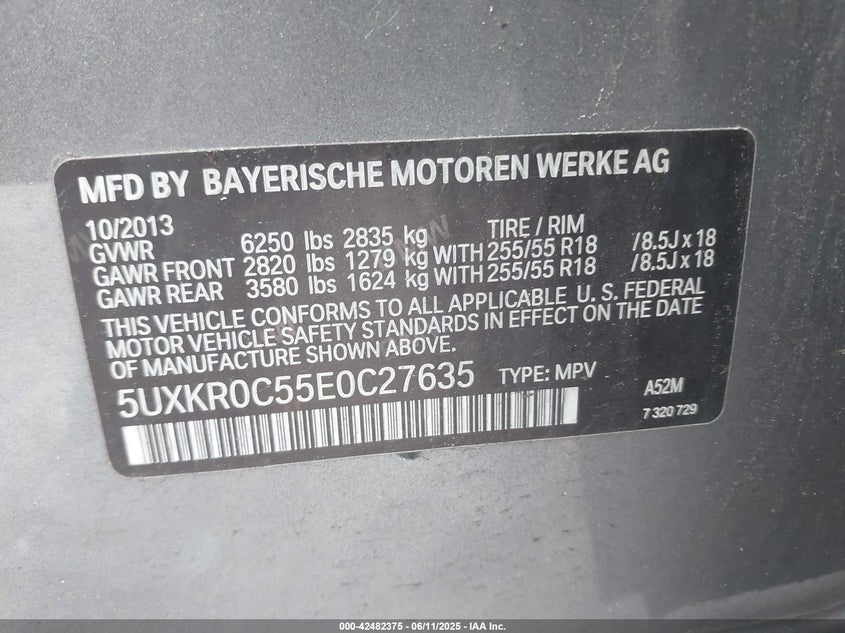 MFD BY BAYERISCHE MOTOREN WERKE AG
10/2013 TIRE / RIM
GVWR 6250 lbs 2835 kg
GAWR FRONT 2820 lbs 1279 kg WITH 255/55 R18 /8.5J x 18
GAWR REAR 3580 lbs 1624 kg WITH 255/55 R18 /8.5J x 18
THIS VEHICLE CONFORMS TO ALL APPLICABLE U. S. FEDERAL
MOTOR VEHICLE SAFETY STANDARDS IN EFFECT ON THE DATE
OF MANUFACTURE SHOWN ABOVE.
5UXKR0C55E0C27635 TYPE: MPV A52M
7 320 729
000-42482375 - 06/11/2025 - IAA Inc.